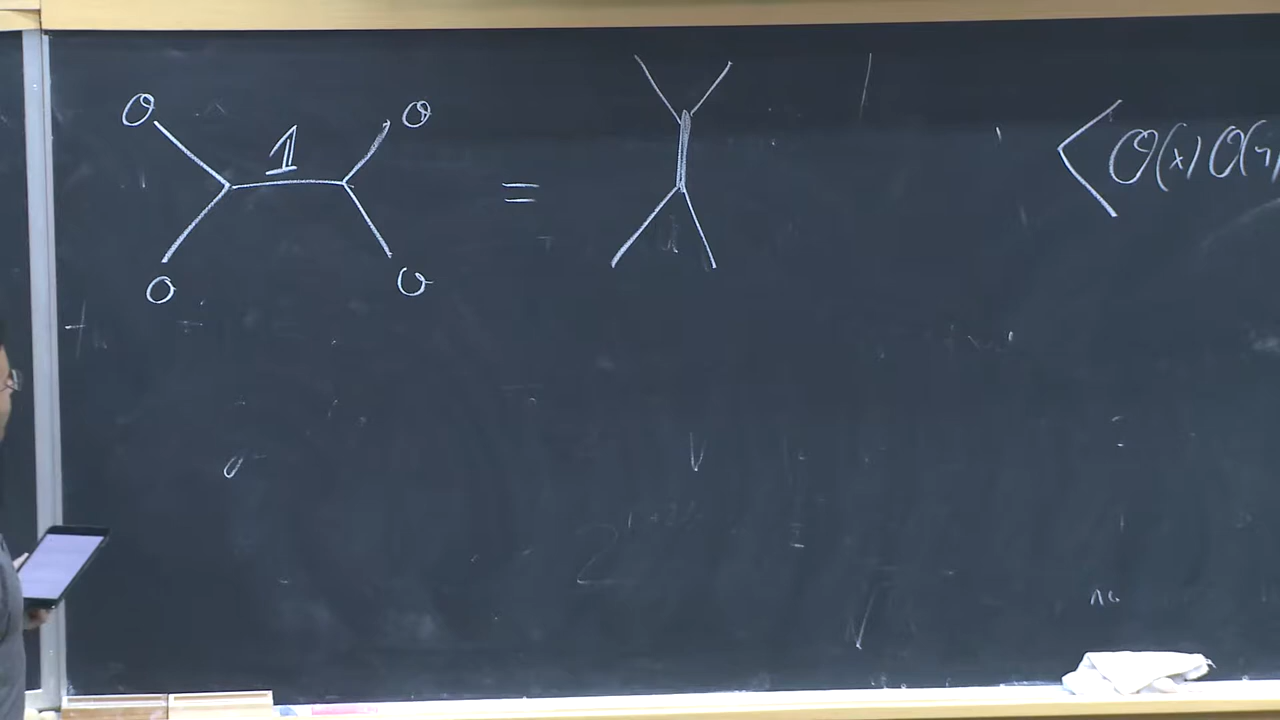 O 1 O
=
O O
⟨O(x) O(y)